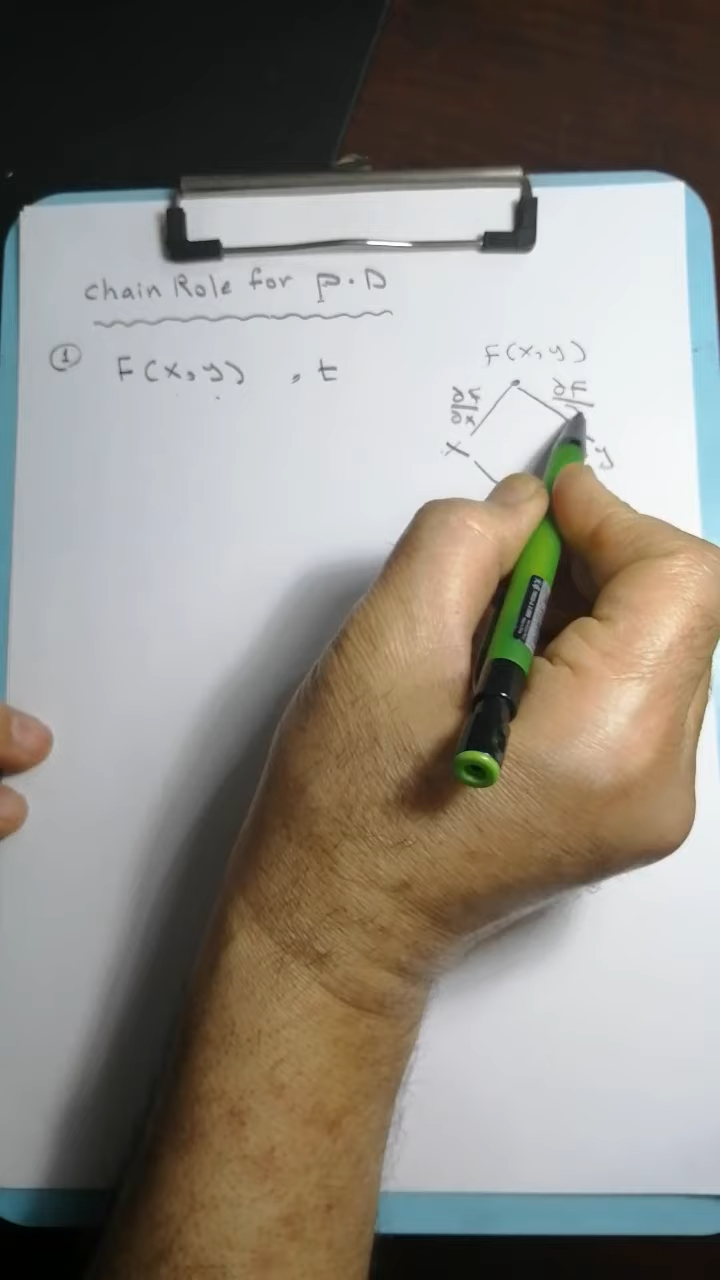 chain Role for P.D
① F(x,y) , t
F(x,y)
∂F/∂x ∂F/
x y